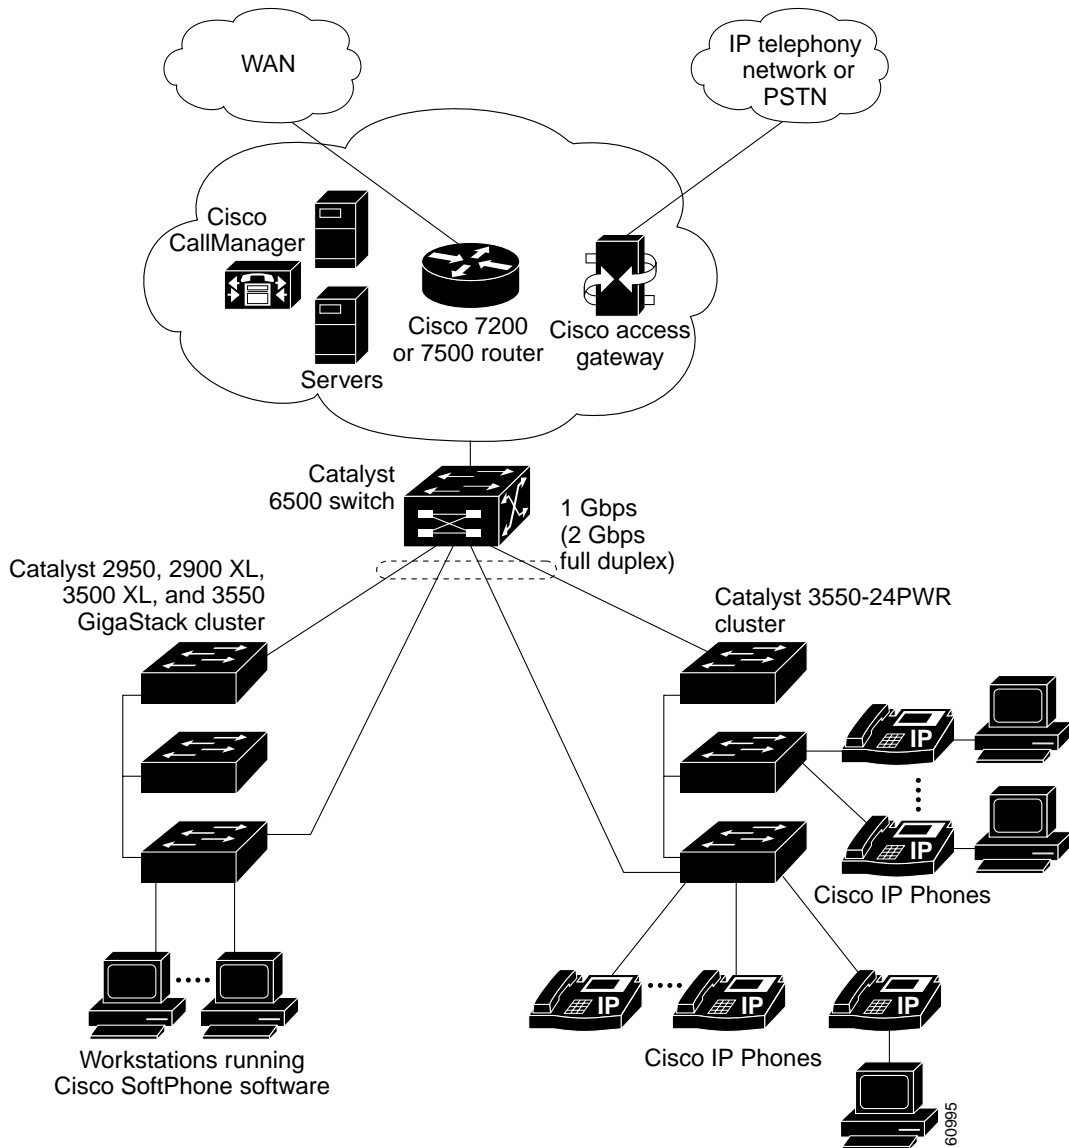 WAN
IP telephony
network or
PSTN
Cisco
CallManager
Servers
Cisco 7200
or 7500 router
Cisco access
gateway
Catalyst
6500 switch
1 Gbps
(2 Gbps
full duplex)
Catalyst 2950, 2900 XL,
3500 XL, and 3550
GigaStack cluster
Catalyst 3550-24PWR
cluster
IP
IP
Cisco IP Phones
IP
IP
IP
Cisco IP Phones
Workstations running
Cisco SoftPhone software
60995